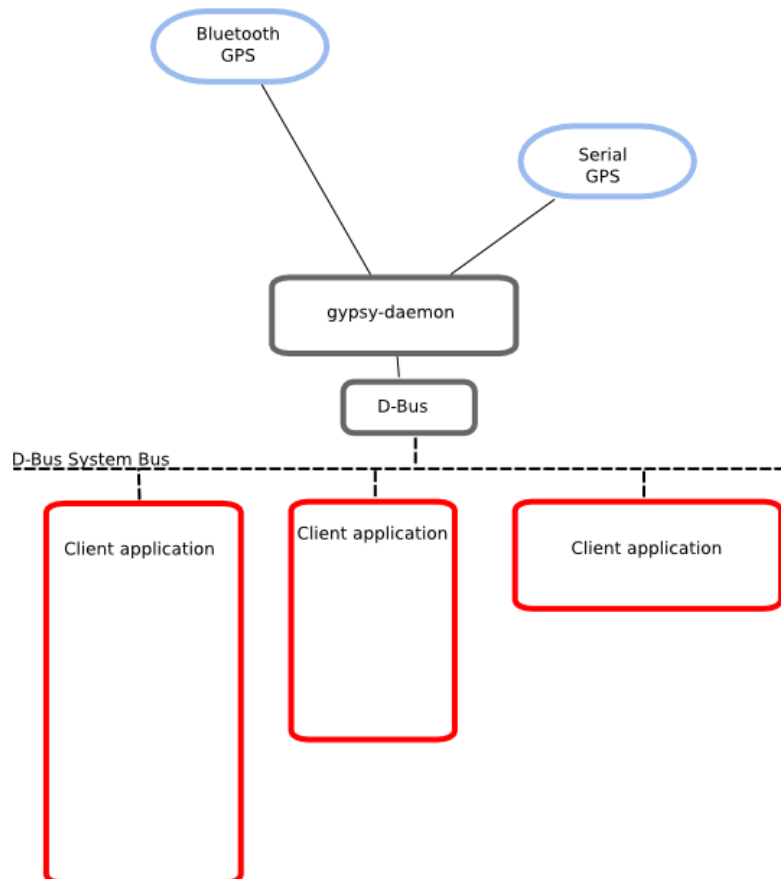 Bluetooth
GPS
Serial
GPS
gypsy-daemon
D-Bus
D-Bus System Bus
Client application
Client application
Client application